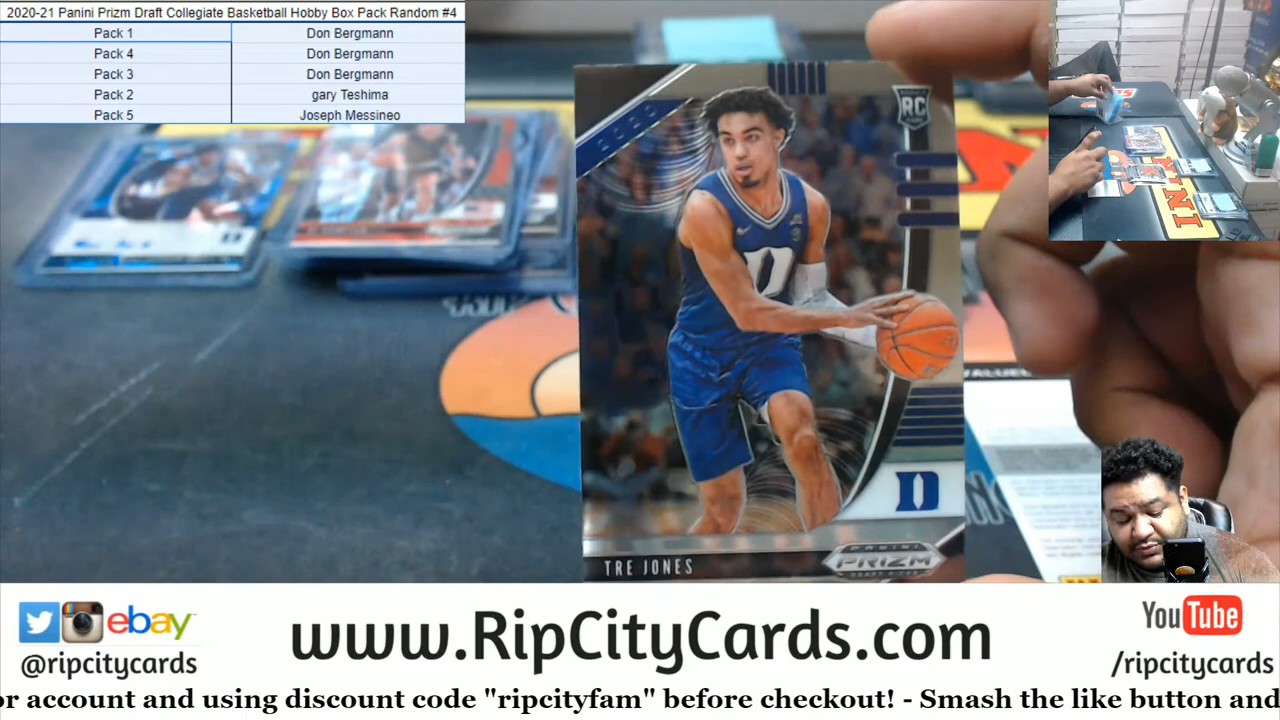 2020-21 Panini Prizm Draft Collegiate Basketball Hobby Box Pack Random #4
Pack 1 Don Bergmann
Pack 4 Don Bergmann
Pack 3 Don Bergmann
Pack 2 gary Teshima
Pack 5 Joseph Messineo
RC
D
D
TRE JONES
PANINI
PRIZM
ebay
@ripcitycards
www.RipCityCards.com
YouTube
/ripcitycards
or account and using discount code "ripcityfam" before checkout! - Smash the like button and